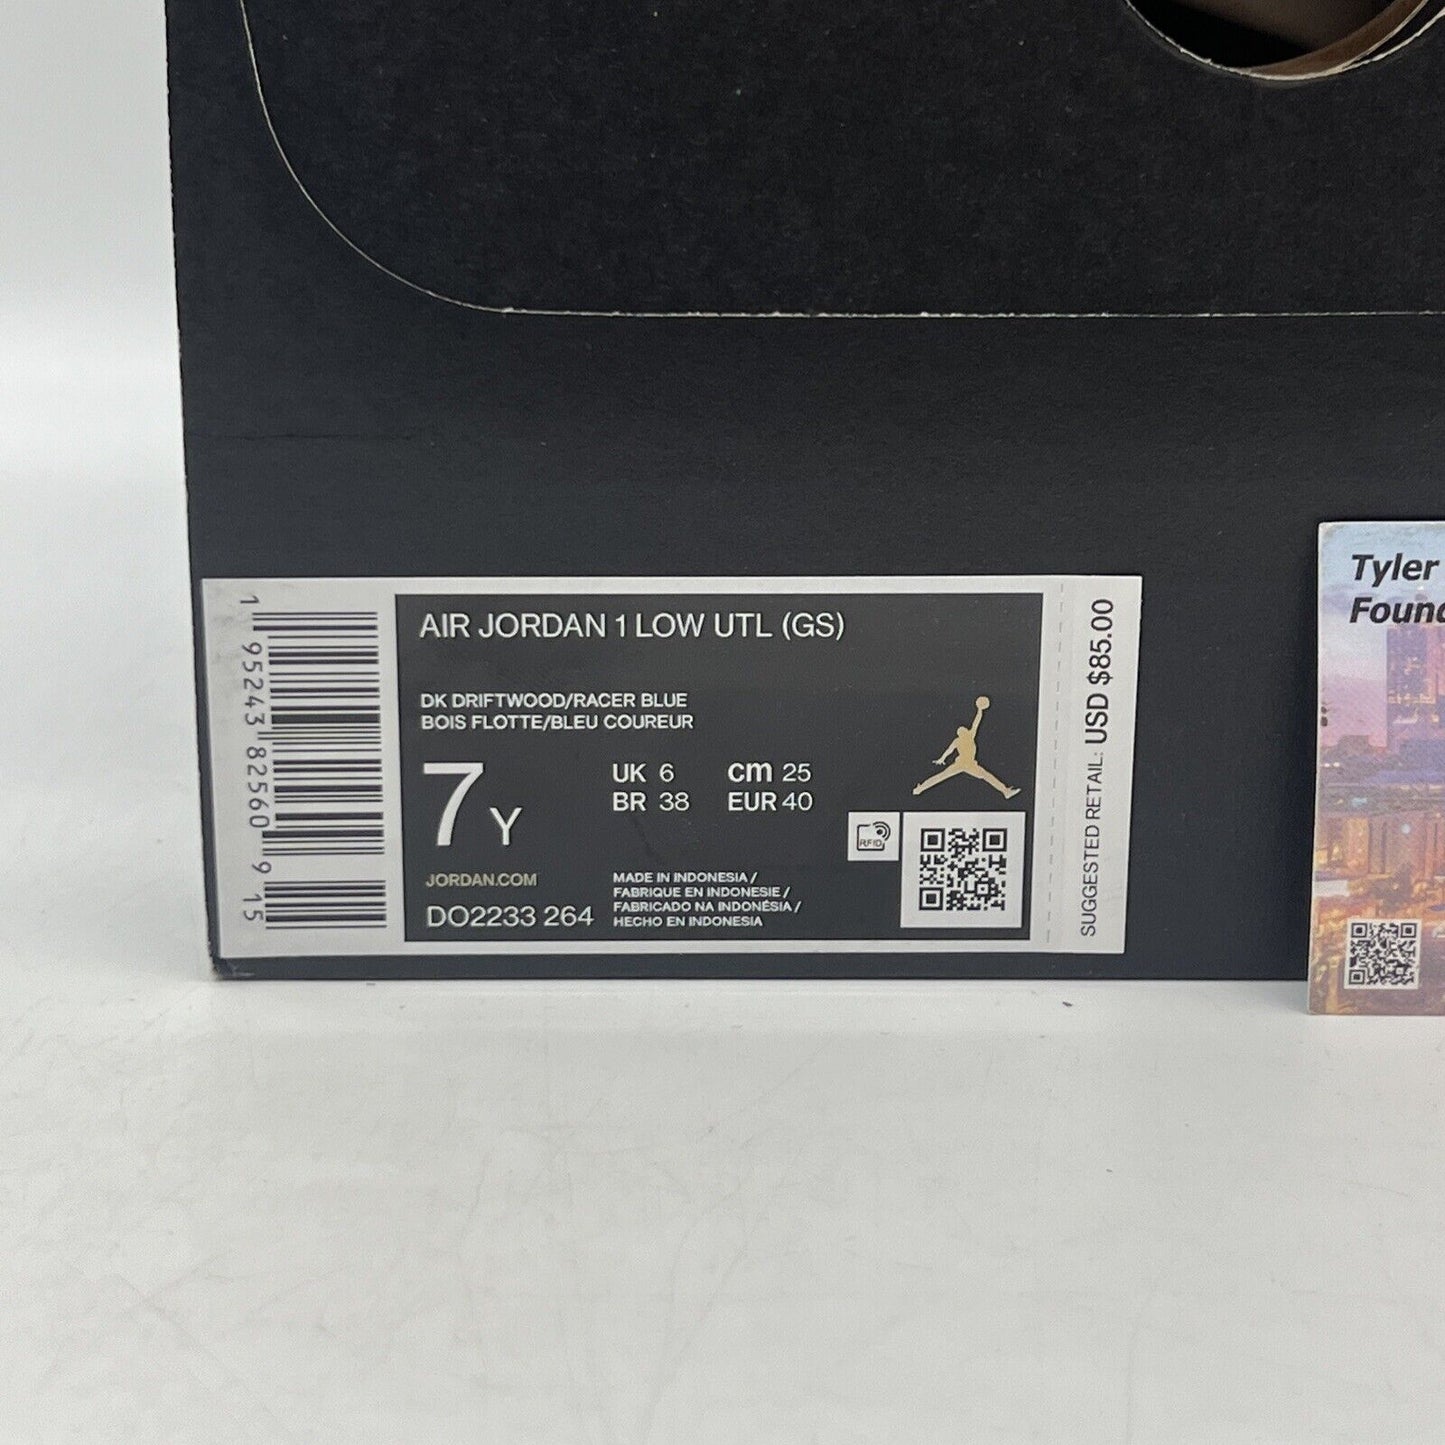 AIR JORDAN 1 LOW UTL (GS)
DK DRIFTWOOD/RACER BLUE
BOIS FLOTTE/BLEU COUREUR
7Y
UK 6
cm 25
BR 38
EUR 40
JORDAN.COM
DO2233 264
MADE IN INDONESIA /
FABRIQUE EN INDONESIE /
FABRICADO NA INDONÉSIA /
HECHO EN INDONESIA
RFID
1 95243 82560 9 15
SUGGESTED RETAIL: USD $85.00
Tyler
Found